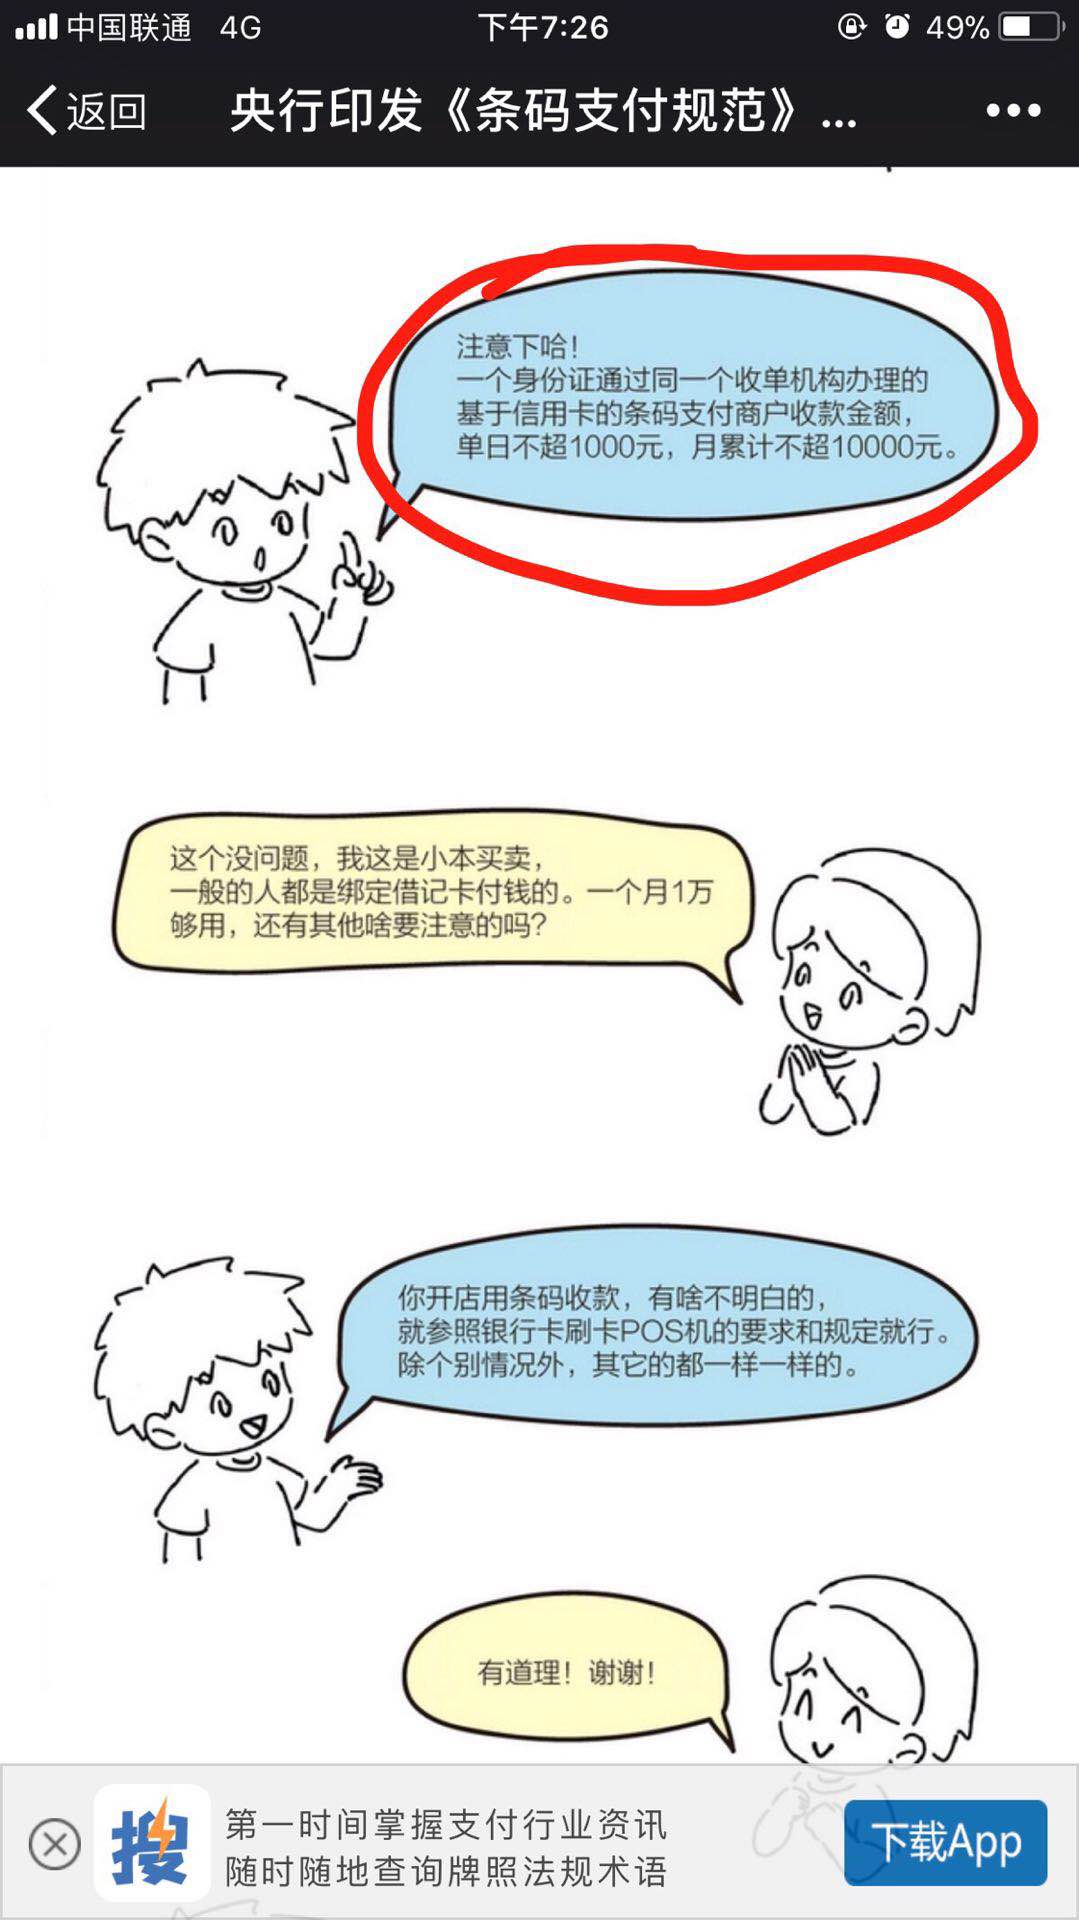 中国联通 4G 下午7:26 49%
返回 央行印发《条码支付规范》...
注意下哈!
一个身份证通过同一个收单机构办理的
基于信用卡的条码支付商户收款金额,
单日不超1000元, 月累计不超10000元。
这个没问题, 我这是小本买卖,
一般的人都是绑定借记卡付钱的。一个月1万
够用, 还有其他啥要注意的吗?
你开店用条码收款, 有啥不明白的,
就参照银行卡刷卡POS机的要求和规定就行。
除个别情况外, 其它的都一样一样的。
有道理! 谢谢!
搜
第一时间掌握支付行业资讯
随时随地查询牌照法规术语
下载App